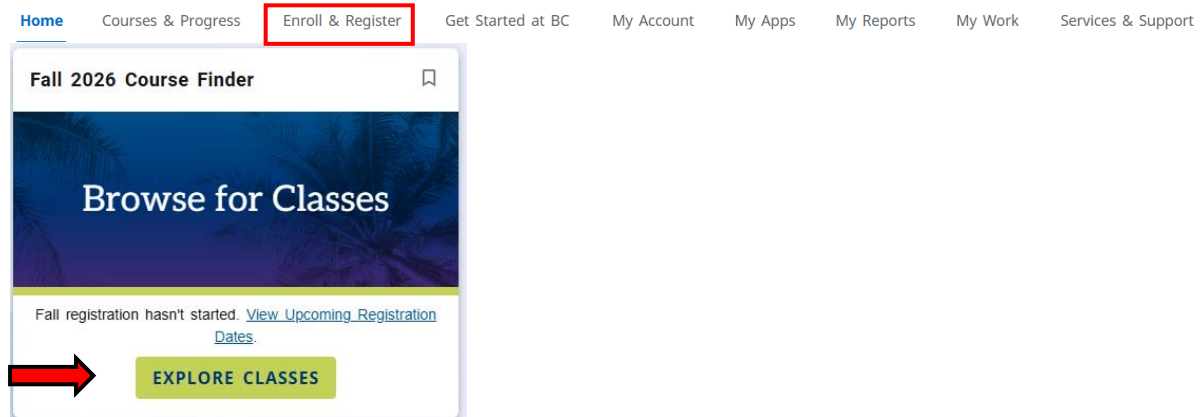 Home Courses & Progress Enroll & Register Get Started at BC My Account My Apps My Reports My Work Services & Support
Fall 2026 Course Finder
Browse for Classes
Fall registration hasn't started. View Upcoming Registration
Dates.
EXPLORE CLASSES